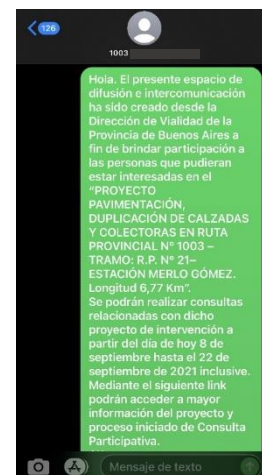 126
1003
Hola. El presente espacio de
difusión e intercomunicación
ha sido creado desde la
Dirección de Vialidad de la
Provincia de Buenos Aires a
fin de brindar participación a
las personas que pudieran
estar interesadas en el
"PROYECTO
PAVIMENTACIÓN,
DUPLICACIÓN DE CALZADAS
Y COLECTORAS EN RUTA
PROVINCIAL Nº 1003 –
TRAMO: R.P. Nº 21–
ESTACIÓN MERLO GÓMEZ.
Longitud 6,77 Km".
Se podrán realizar consultas
relacionadas con dicho
proyecto de intervención a
partir del día de hoy 8 de
septiembre hasta el 22 de
septiembre de 2021 inclusive.
Mediante el siguiente link
podrán acceder a mayor
información del proyecto y
proceso iniciado de Consulta
Participativa.
Mensaje de texto